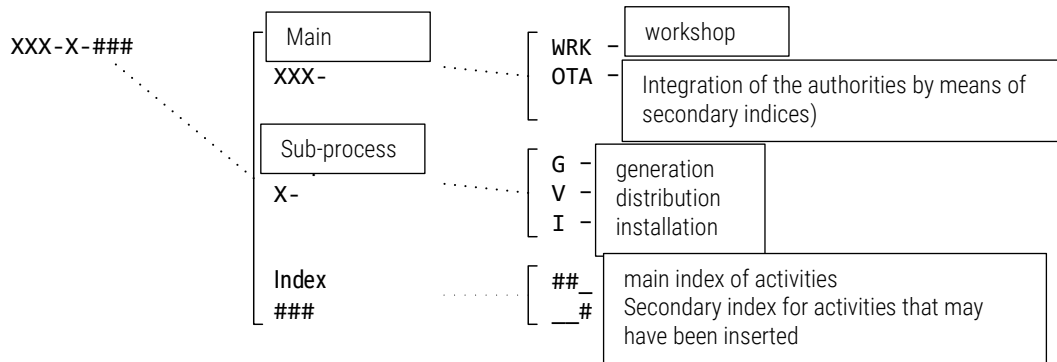 XXX-X-###
Main
XXX-
WRK - workshop
OTA - Integration of the authorities by means of
secondary indices)
Sub-process
X-
G - generation
V - distribution
I - installation
Index
###
##_ main index of activities
__# Secondary index for activities that may
have been inserted